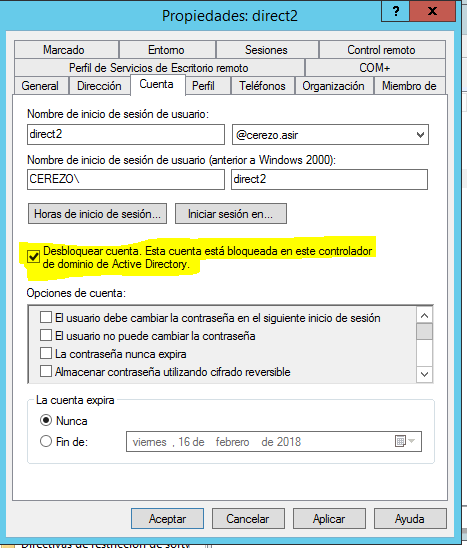 Propiedades: direct2
? X
Marcado Entorno Sesiones Control remoto
Perfil de Servicios de Escritorio remoto COM+
General Dirección Cuenta Perfil Teléfonos Organización Miembro de
Nombre de inicio de sesión de usuario:
direct2 @cerezo.asir
Nombre de inicio de sesión de usuario (anterior a Windows 2000):
CEREZO\ direct2
Horas de inicio de sesión... Iniciar sesión en...
Desbloquear cuenta. Esta cuenta está bloqueada en este controlador
de dominio de Active Directory.
Opciones de cuenta:
El usuario debe cambiar la contraseña en el siguiente inicio de sesión
El usuario no puede cambiar la contraseña
La contraseña nunca expira
Almacenar contraseña utilizando cifrado reversible
La cuenta expira
Nunca
Fin de: viernes , 16 de febrero de 2018
Aceptar Cancelar Aplicar Ayuda